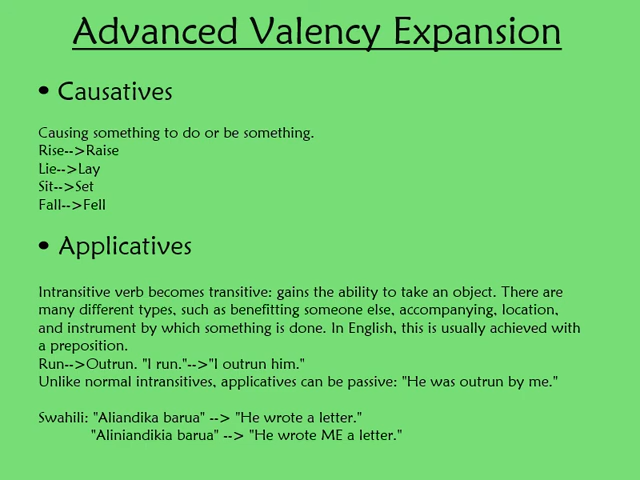 Advanced Valency Expansion
• Causatives
Causing something to do or be something.
Rise-->Raise
Lie-->Lay
Sit-->Set
Fall-->Fell
• Applicatives
Intransitive verb becomes transitive: gains the ability to take an object. There are
many different types, such as benefitting someone else, accompanying, location,
and instrument by which something is done. In English, this is usually achieved with
a preposition.
Run-->Outrun. "I run."-->"I outrun him."
Unlike normal intransitives, applicatives can be passive: "He was outrun by me."
Swahili: "Aliandika barua" --> "He wrote a letter."
"Aliniandikia barua" --> "He wrote ME a letter."